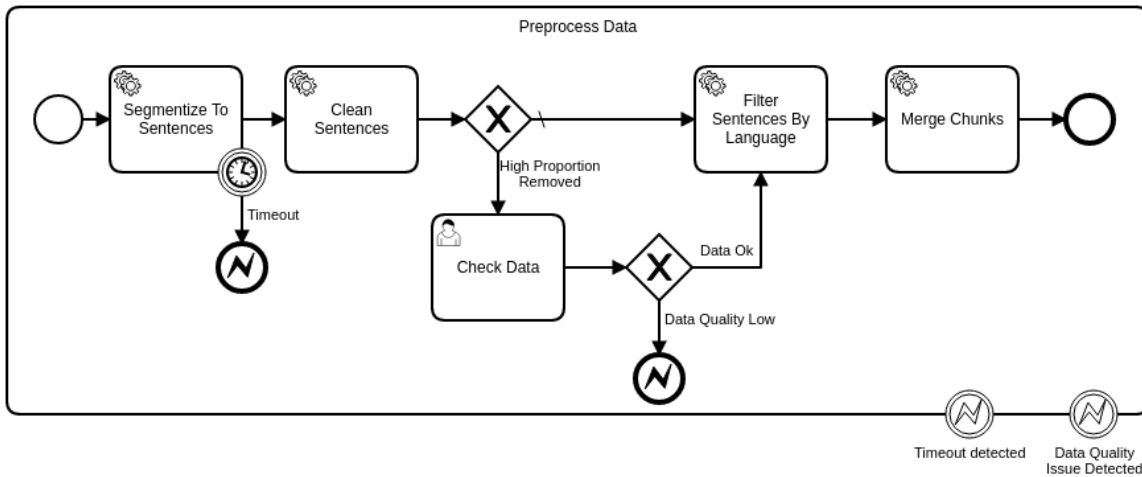 Preprocess Data
Segmentize To
Sentences
Clean
Sentences
Filter
Sentences By
Language
Merge Chunks
High Proportion
Removed
Timeout
Check Data
Data Ok
Data Quality Low
Timeout detected
Data Quality
Issue Detected